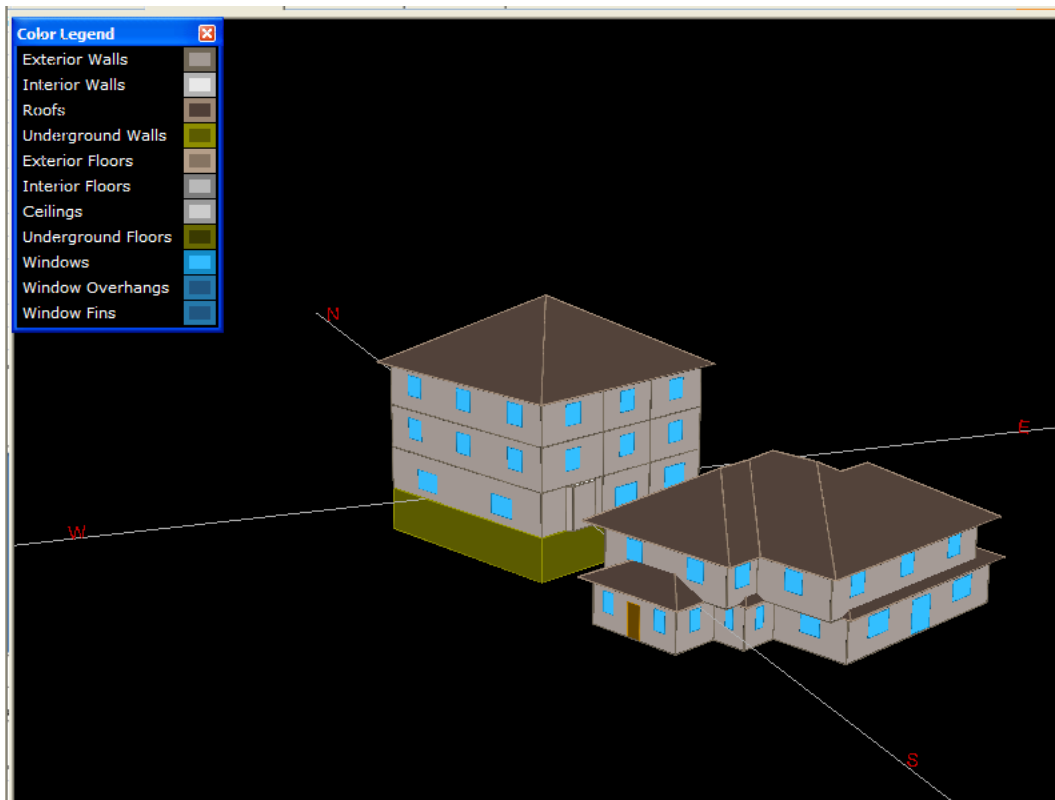 Color Legend
Exterior Walls
Interior Walls
Roofs
Underground Walls
Exterior Floors
Interior Floors
Ceilings
Underground Floors
Windows
Window Overhangs
Window Fins
N
E
W
S